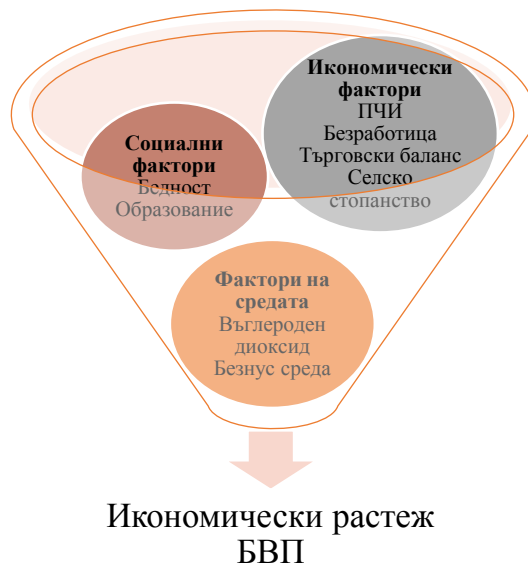 Икономически
фактори
ПЧИ
Безработица
Търговски баланс
Селско
стопанство
Социални
фактори
Бедност
Образование
Фактори на
средата
Въглероден
диоксид
Безнус среда
Икономически растеж
БВП